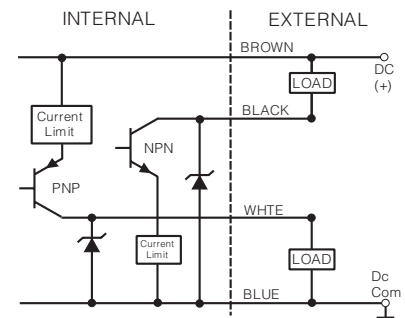 INTERNAL
EXTERNAL
BROWN
LOAD
DC
(+)
Current
Limit
BLACK
NPN
PNP
WHTE
Current
Limit
LOAD
BLUE
Dc
Com